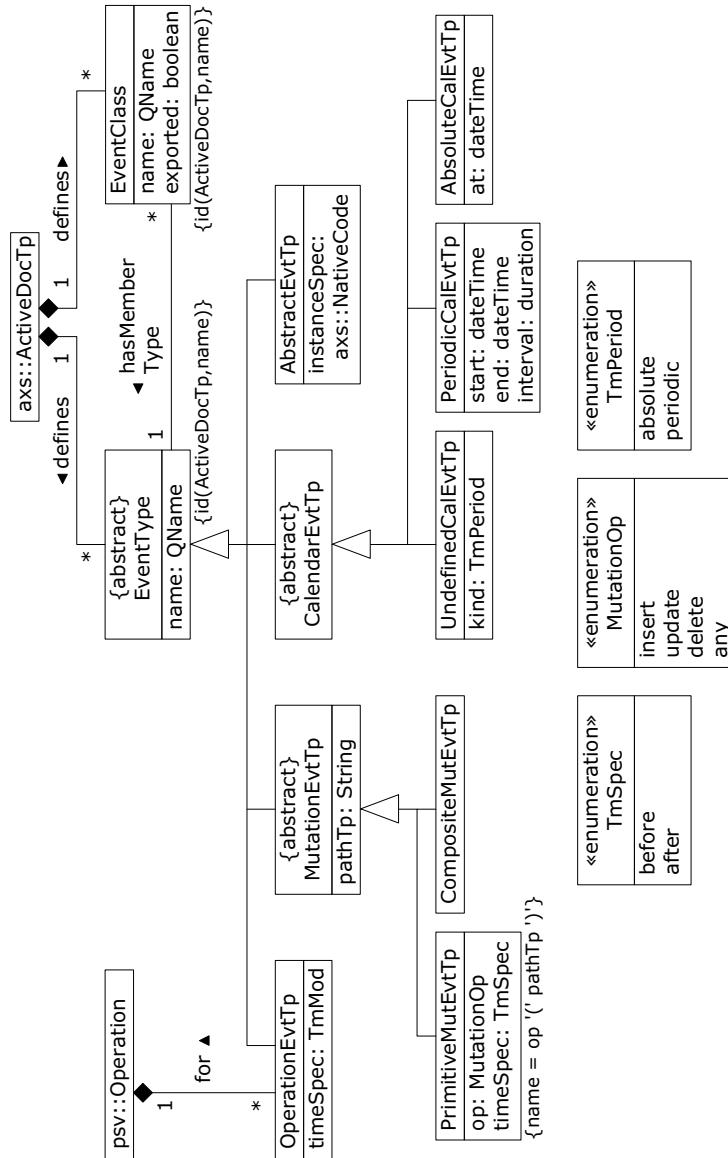 psv::Operation
axs::ActiveDocTp
1
for ▲
*
1
◄ defines
*
1
defines ►
*
{abstract}
EventType
name: QName
{id(ActiveDocTp,name)}
1
◄ hasMember
Type
*
EventClass
name: QName
exported: boolean
{id(ActiveDocTp,name)}
OperationEvtTp
timeSpec: TmMod
{abstract}
MutationEvtTp
pathTp: String
{abstract}
CalendarEvtTp
AbstractEvtTp
instanceSpec:
axs::NativeCode
PrimitiveMutEvtTp
op: MutationOp
timeSpec: TmSpec
{name = op '(' pathTp ')'}
CompositeMutEvtTp
UndefinedCalEvtTp
kind: TmPeriod
PeriodicCalEvtTp
start: dateTime
end: dateTime
interval: duration
AbsoluteCalEvtTp
at: dateTime
«enumeration»
TmSpec
before
after
«enumeration»
MutationOp
insert
update
delete
any
«enumeration»
TmPeriod
absolute
periodic